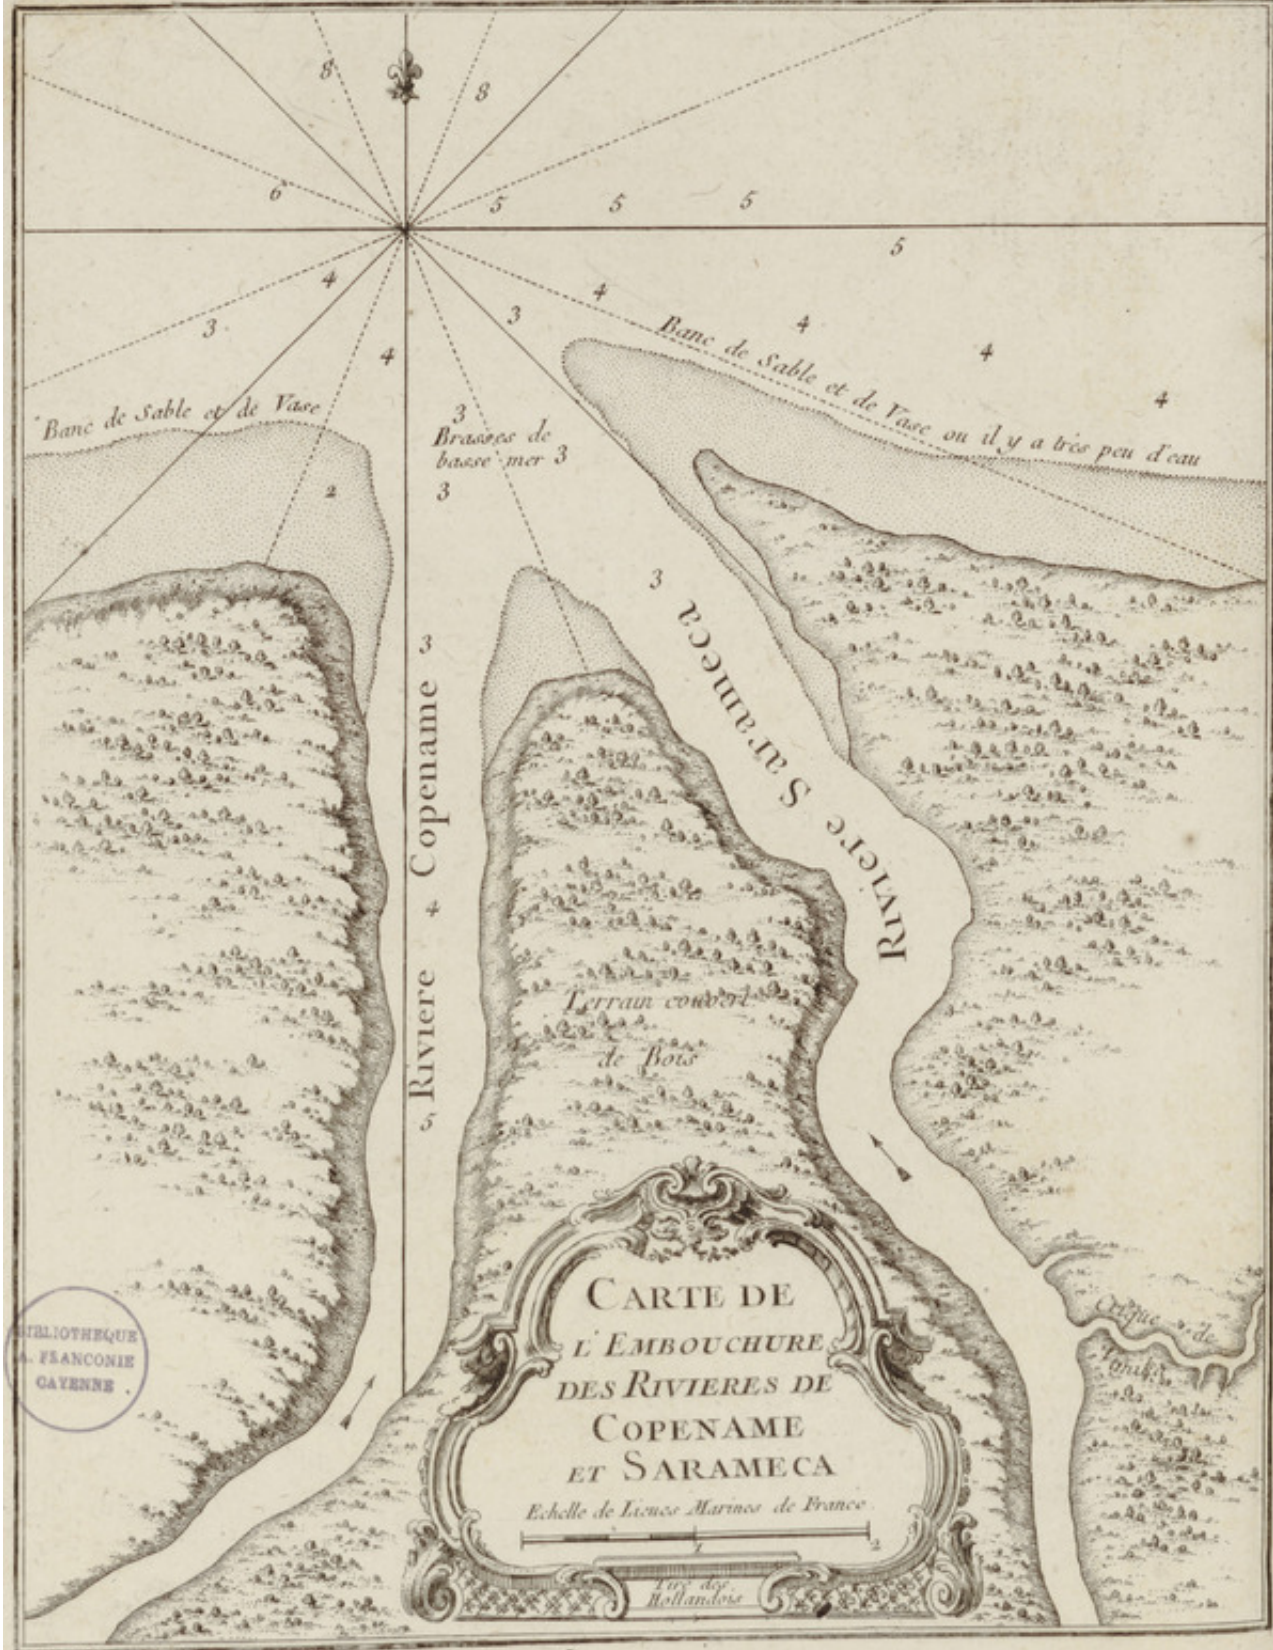 8
8
6
5 5 5
5
4
3
4
3
4
4
4
4
4
Banc de Sable et de Vase
Banc de Sable et de Vase ou il y a très peu d'eau
3
Brasses de
basse mer 3
3
2
3
3
4
5
Riviere Copename
Riviere Sarameca
Terrain couvert
de Bois
Crique de
CARTE DE
L'EMBOUCHURE
DES RIVIERES DE
COPENAME
ET SARAMECA
Echelle de Lieues Marines de France
1 2
Tiré des
Hollandois
BIBLIOTHEQUE
A. FRANCONIE
CAYENNE